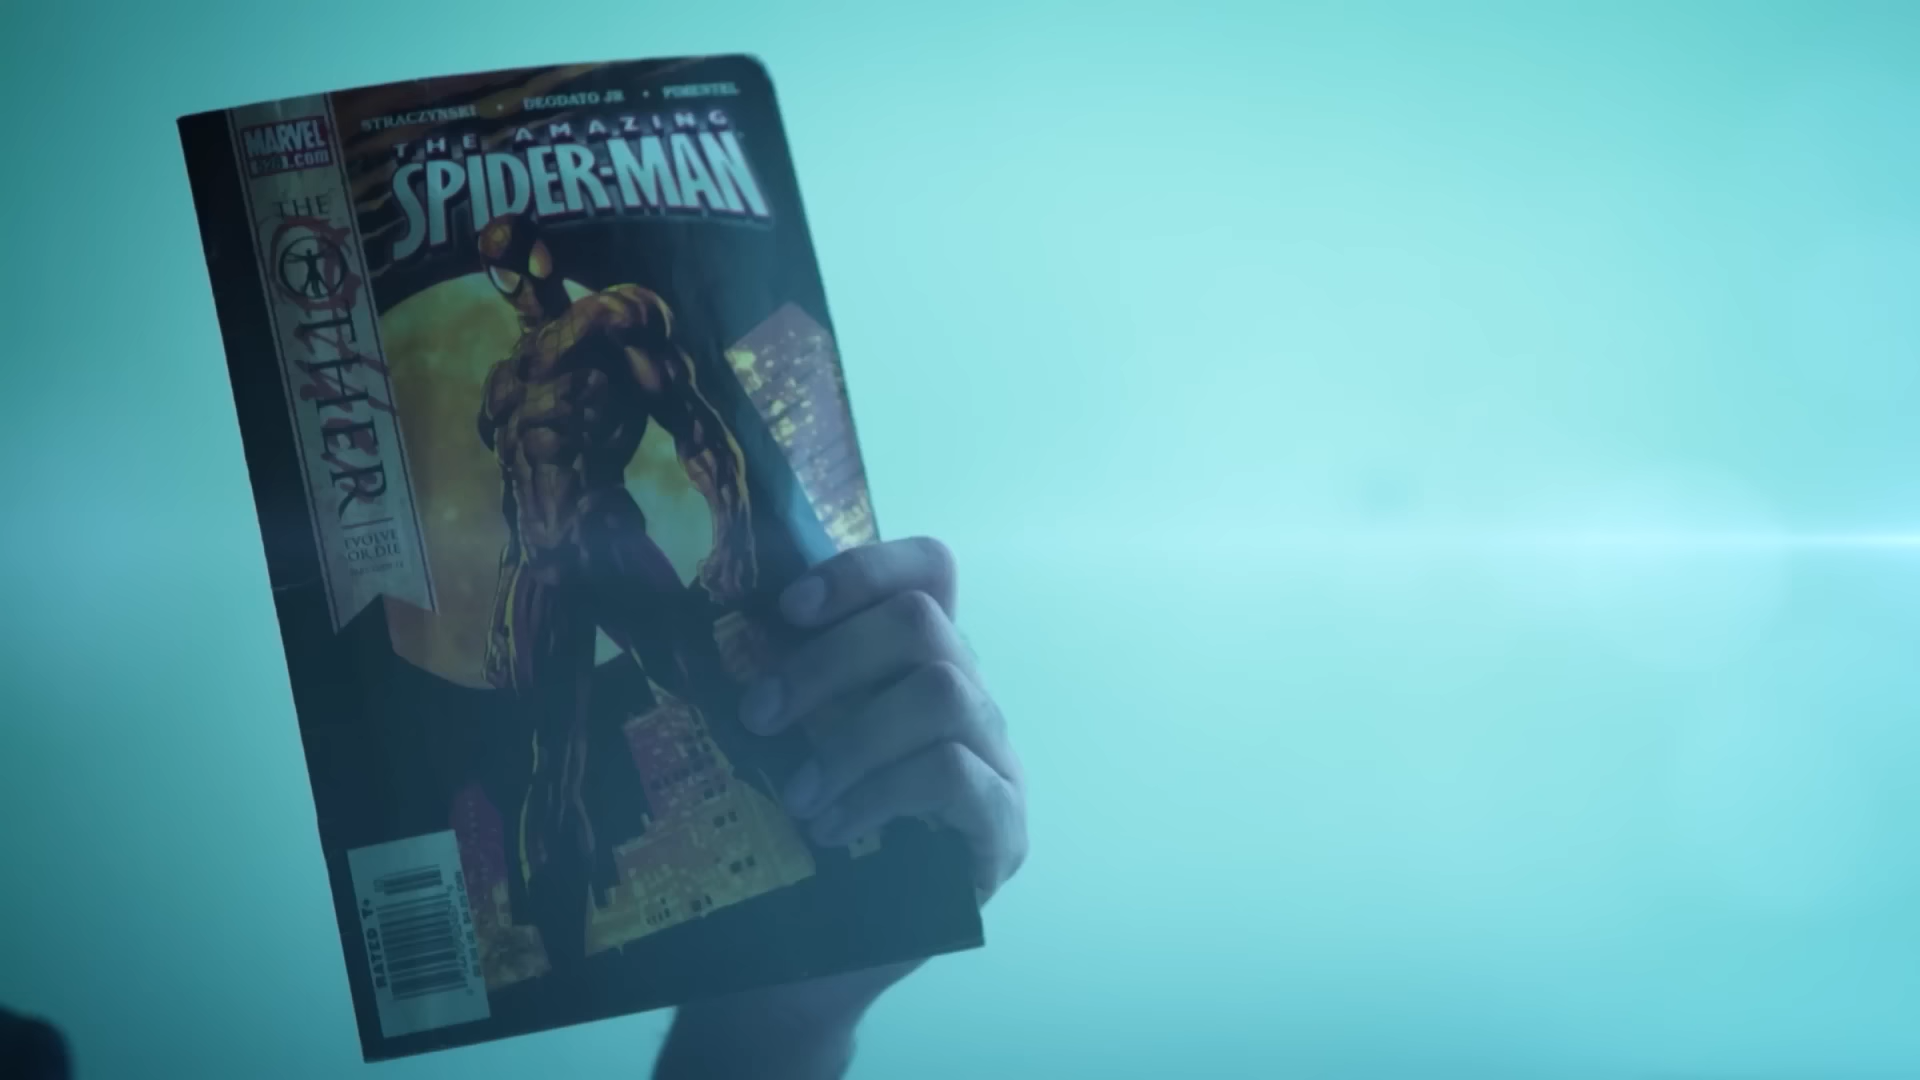 STRACZYNSKI • DEODATO JR • PIMENTEL
THE AMAZING
SPIDER-MAN
MARVEL
THE
OTHER
EVOLVE
OR DIE
RATED T+